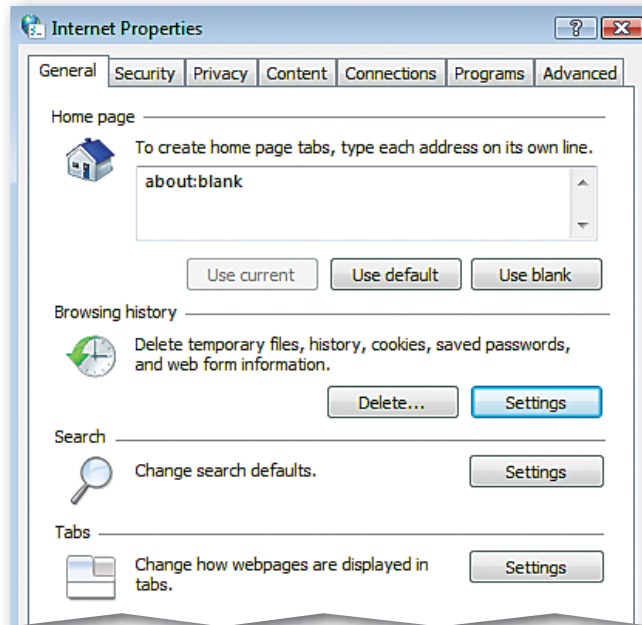 Internet Properties
General Security Privacy Content Connections Programs Advanced
Home page
To create home page tabs, type each address on its own line.
about:blank
Use current Use default Use blank
Browsing history
Delete temporary files, history, cookies, saved passwords,
and web form information.
Delete... Settings
Search
Change search defaults. Settings
Tabs
Change how webpages are displayed in Settings
tabs.